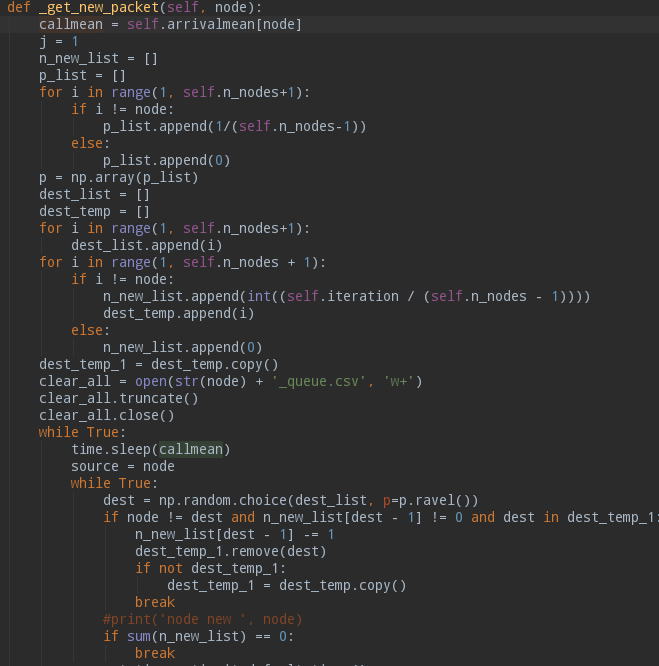 def _get_new_packet(self, node):
    callmean = self.arrivalmean[node]
    j = 1
    n_new_list = []
    p_list = []
    for i in range(1, self.n_nodes+1):
        if i != node:
            p_list.append(1/(self.n_nodes-1))
        else:
            p_list.append(0)
    p = np.array(p_list)
    dest_list = []
    dest_temp = []
    for i in range(1, self.n_nodes+1):
        dest_list.append(i)
    for i in range(1, self.n_nodes + 1):
        if i != node:
            n_new_list.append(int((self.iteration / (self.n_nodes - 1))))
            dest_temp.append(i)
        else:
            n_new_list.append(0)
    dest_temp_1 = dest_temp.copy()
    clear_all = open(str(node) + '_queue.csv', 'w+')
    clear_all.truncate()
    clear_all.close()
    while True:
        time.sleep(callmean)
        source = node
        while True:
            dest = np.random.choice(dest_list, p=p.ravel())
            if node != dest and n_new_list[dest - 1] != 0 and dest in dest_temp_1:
                n_new_list[dest - 1] -= 1
                dest_temp_1.remove(dest)
                if not dest_temp_1:
                    dest_temp_1 = dest_temp.copy()
                break
            #print('node new ', node)
            if sum(n_new_list) == 0:
                break